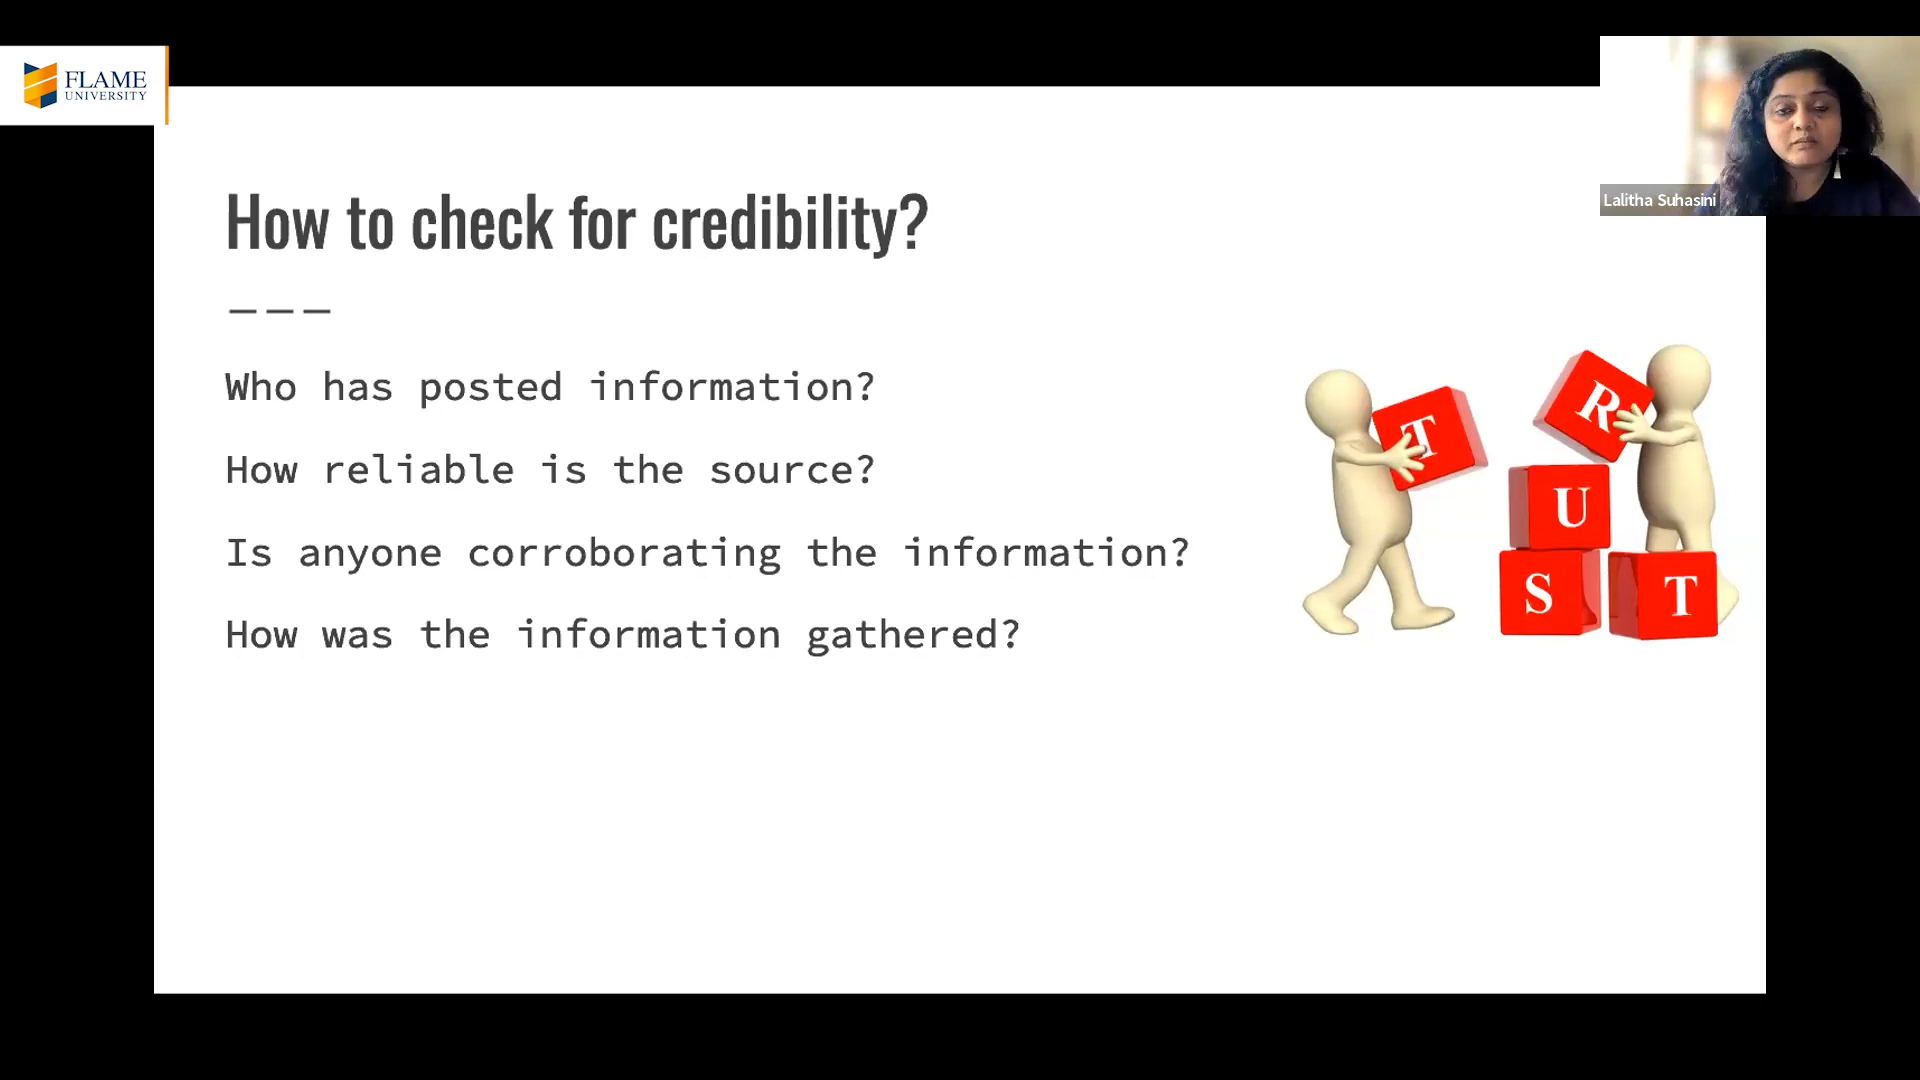 FLAME
UNIVERSITY
Lalitha Suhasini
How to check for credibility?
Who has posted information?
How reliable is the source?
Is anyone corroborating the information?
How was the information gathered?
T
R
U
S T